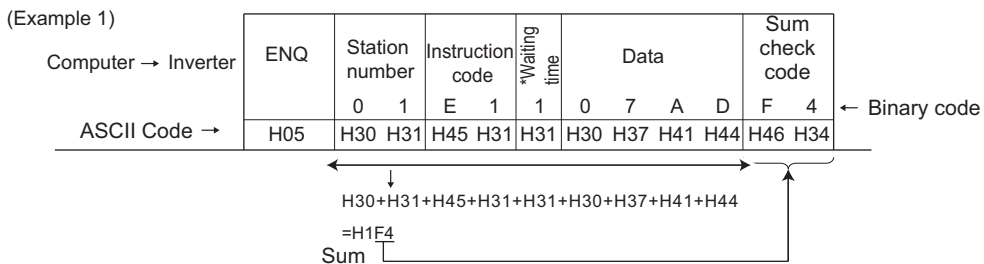 (Example 1)
Computer → Inverter
ENQ
Station number
Instruction code
*Waiting time
Data
Sum check code
0 1 E 1 1 0 7 A D F 4
← Binary code
ASCII Code →
H05 H30 H31 H45 H31 H31 H30 H37 H41 H44 H46 H34
H30+H31+H45+H31+H31+H30+H37+H41+H44
=H1F4
Sum